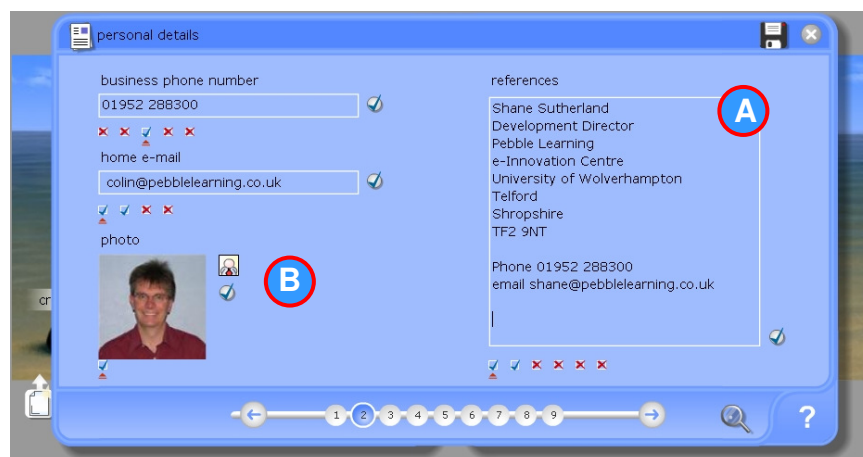 personal details
business phone number
01952 288300
home e-mail
colin@pebblelearning.co.uk
photo
B
references
A
Shane Sutherland
Development Director
Pebble Learning
e-Innovation Centre
University of Wolverhampton
Telford
Shropshire
TF2 9NT
Phone 01952 288300
email shane@pebblelearning.co.uk
cr
1 2 3 4 5 6 7 8 9
?